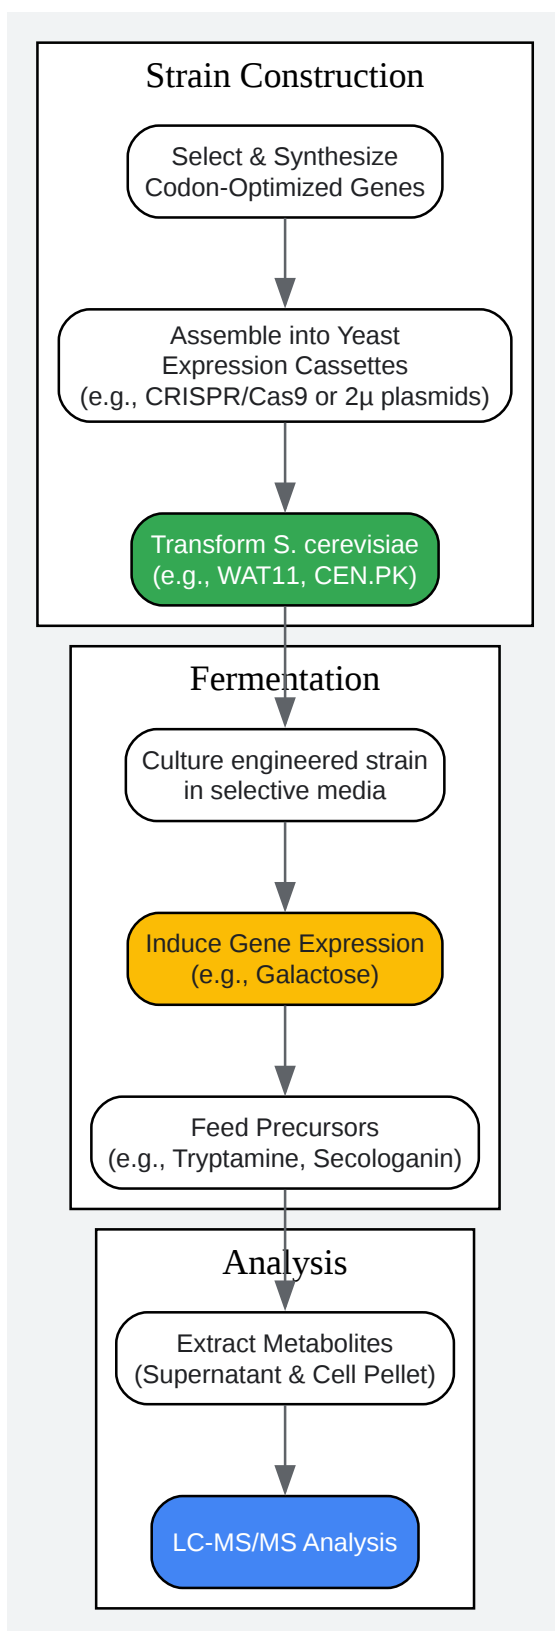 Strain Construction
Select & Synthesize
Codon-Optimized Genes
Assemble into Yeast
Expression Cassettes
(e.g., CRISPR/Cas9 or 2µ plasmids)
Transform S. cerevisiae
(e.g., WAT11, CEN.PK)
Fermentation
Culture engineered strain
in selective media
Induce Gene Expression
(e.g., Galactose)
Feed Precursors
(e.g., Tryptamine, Secologanin)
Analysis
Extract Metabolites
(Supernatant & Cell Pellet)
LC-MS/MS Analysis